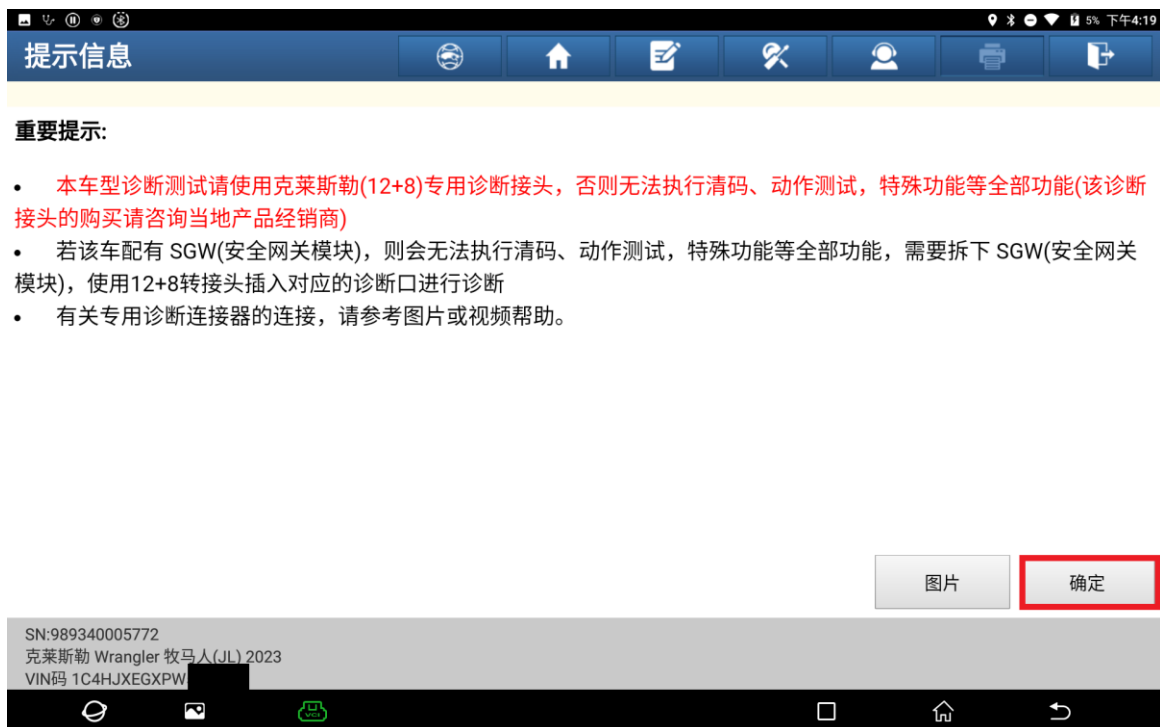 5% 下午4:19
提示信息
重要提示:
• 本车型诊断测试请使用克莱斯勒(12+8)专用诊断接头，否则无法执行清码、动作测试，特殊功能等全部功能(该诊断
接头的购买请咨询当地产品经销商)
• 若该车配有 SGW(安全网关模块)，则会无法执行清码、动作测试，特殊功能等全部功能，需要拆下 SGW(安全网关
模块)，使用12+8转接头插入对应的诊断口进行诊断
• 有关专用诊断连接器的连接，请参考图片或视频帮助。
图片 确定
SN:989340005772
克莱斯勒 Wrangler 牧马人(JL) 2023
VIN码 1C4HJXEGXPW
VCI